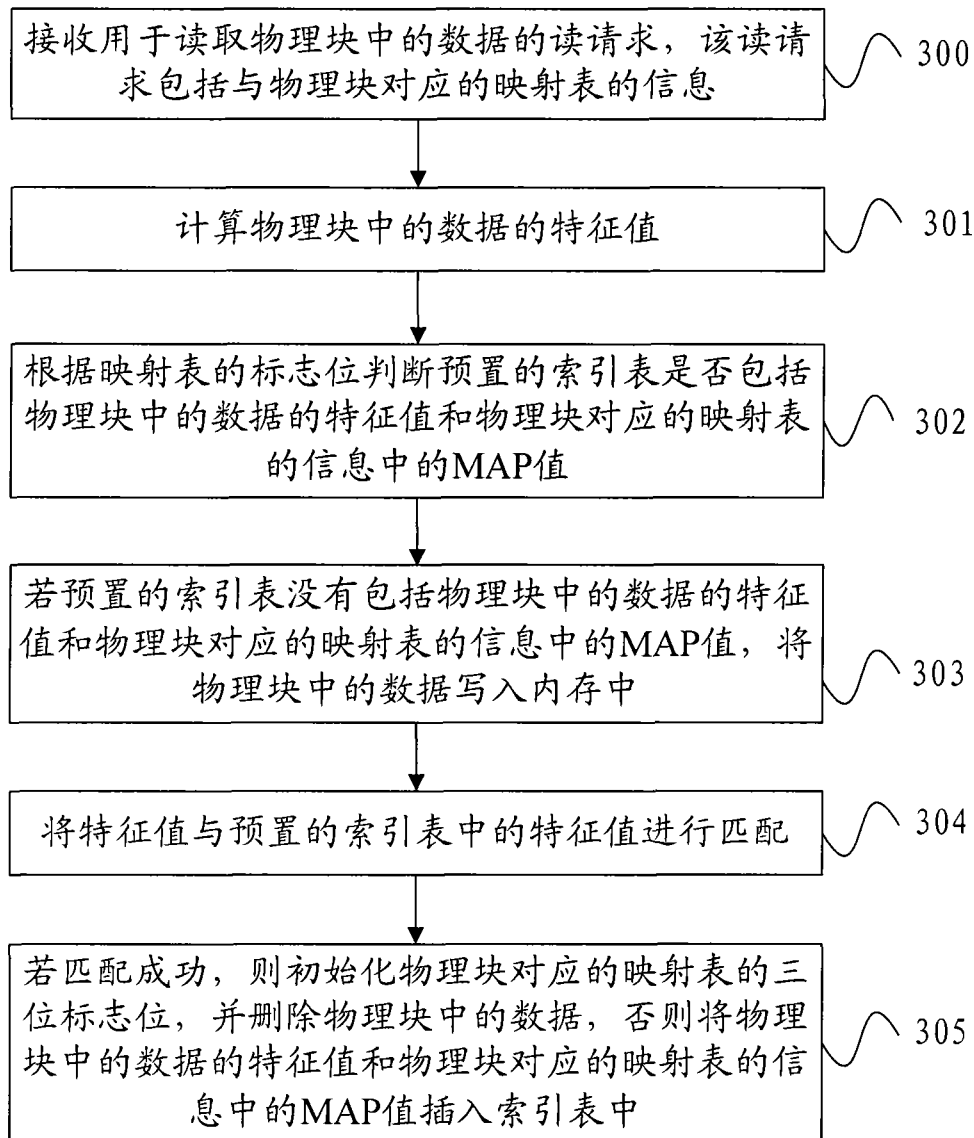 接收用于读取物理块中的数据的读请求，该读请
求包括与物理块对应的映射表的信息
300
计算物理块中的数据的特征值
301
根据映射表的标志位判断预置的索引表是否包括
物理块中的数据的特征值和物理块对应的映射表
的信息中的MAP值
302
若预置的索引表没有包括物理块中的数据的特征
值和物理块对应的映射表的信息中的MAP值，将
物理块中的数据写入内存中
303
将特征值与预置的索引表中的特征值进行匹配
304
若匹配成功，则初始化物理块对应的映射表的三
位标志位，并删除物理块中的数据，否则将物理
块中的数据的特征值和物理块对应的映射表的信
息中的MAP值插入索引表中
305